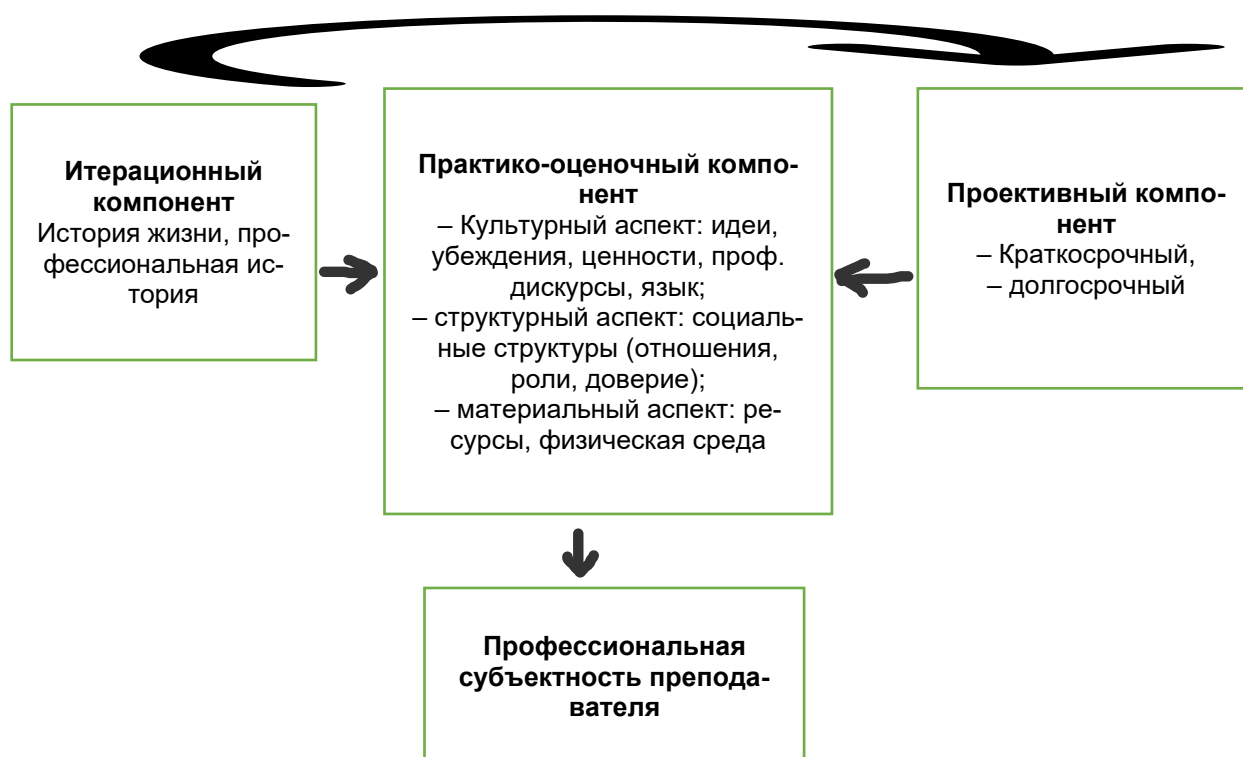 Итерационный
компонент
История жизни, про-
фессиональная ис-
тория
Практико-оценочный компо-
нент
– Культурный аспект: идеи,
убеждения, ценности, проф.
дискурсы, язык;
– структурный аспект: социаль-
ные структуры (отношения,
роли, доверие);
– материальный аспект: ре-
сурсы, физическая среда
Проективный компо-
нент
– Краткосрочный,
– долгосрочный
Профессиональная
субъектность препода-
вателя